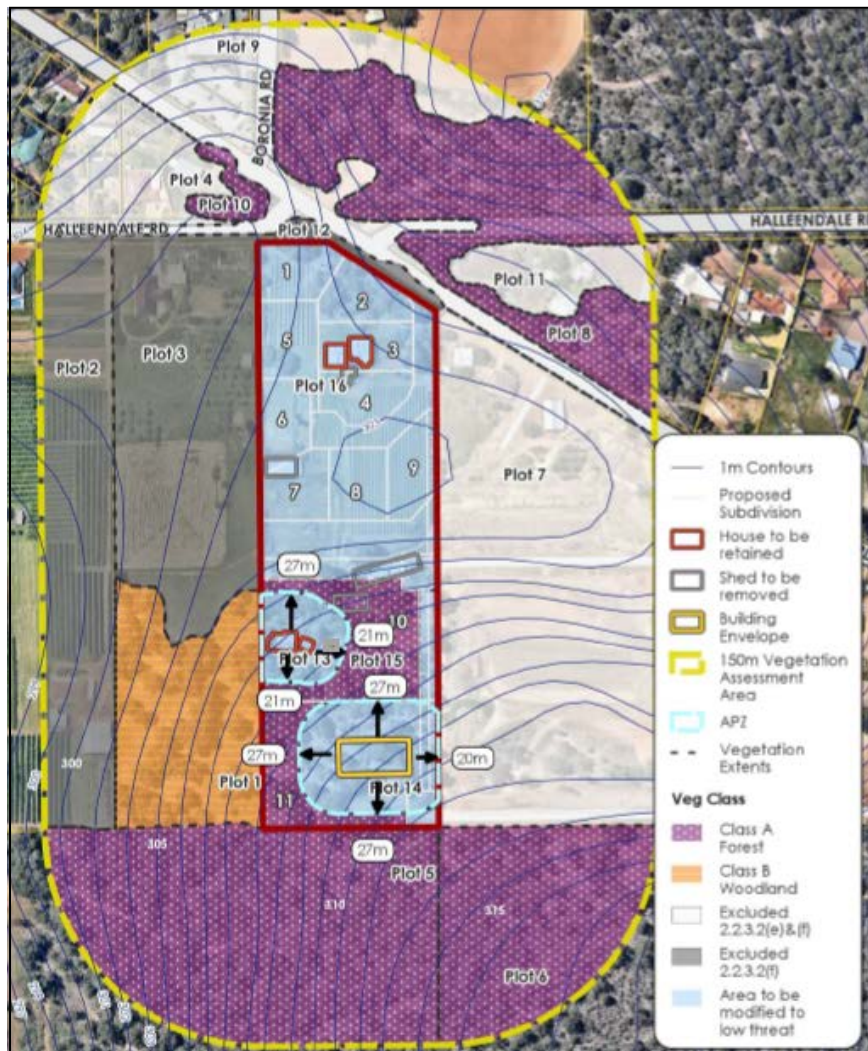 Plot 9
BORONIA RD
Plot 4
Plot 10
HALLEENDALE RD
Plot 12
HALLEENDALE R
Plot 11
1
2
Plot 8
5
3
Plot 2
Plot 3
Plot 16
4
6
9
Plot 7
7
8
27m
10
21m
Plot 13
Plot 15
21m
27m
27m
20m
300
Plot 1
Plot 14
11
305
27m
Plot 5
310
315
Plot 6
1m Contours
Proposed
Subdivision
House to be
retained
Shed to be
removed
Building
Envelope
150m Vegetation
Assessment
Area
APZ
Vegetation
Extents
Veg Class
Class A
Forest
Class B
Woodland
Excluded
2.2.3.2(e)&(f)
Excluded
2.2.3.2(f)
Area to be
modified to
low threat